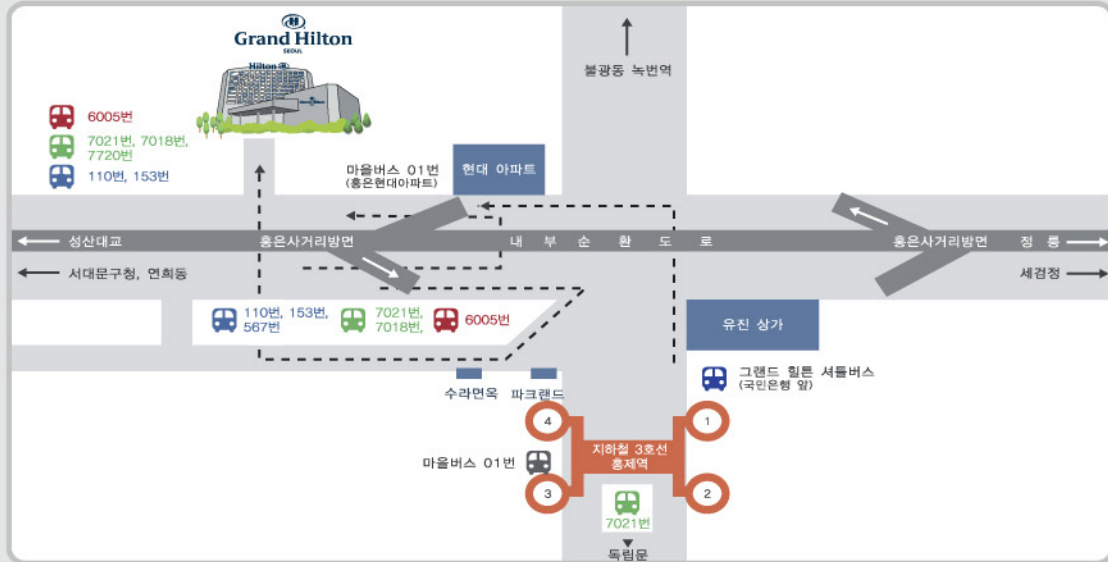 Grand Hilton
SEOUL
Hilton
Grand Hilton
불광동 녹번역
6005번
7021번, 7018번,
7720번
110번, 153번
마을버스 01번
(홍은현대아파트)
현대 아파트
성산대교
홍은사거리방면
내 부 순 환 도 로
홍은사거리방면
정 릉
서대문구청, 연희동
세검정
110번, 153번,
567번
7021번,
7018번,
6005번
유진 상가
그랜드 힐튼 셔틀버스
(국민은행 앞)
수라면옥
파크랜드
4
1
지하철 3호선
홍제역
마을버스 01번
3
2
7021번
독립문